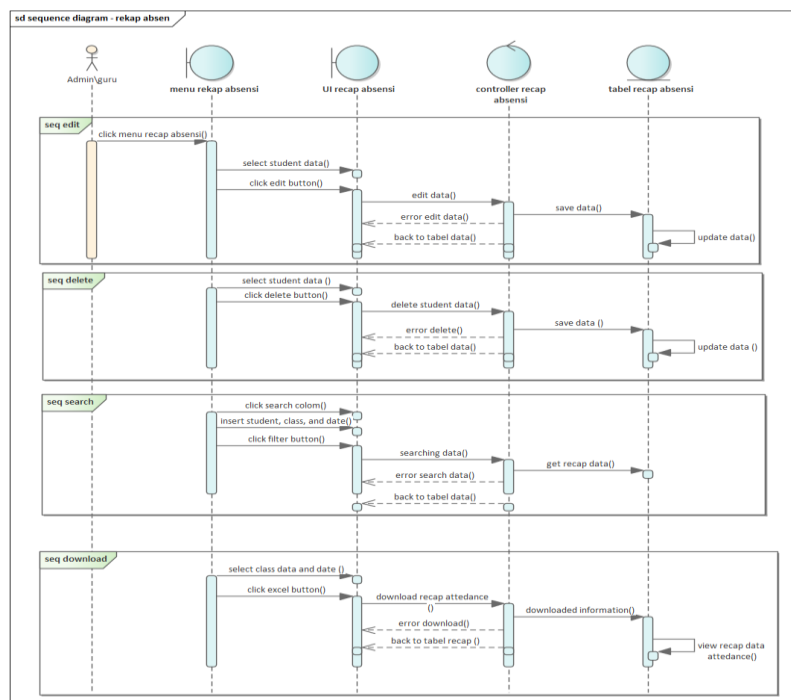 sd sequence diagram - rekap absen
Admin\guru
menu rekap absensi
UI recap absensi
controller recap
absensi
tabel recap absensi
seq edit
click menu recap absensi()
select student data()
click edit button()
edit data()
save data()
error edit data()
back to tabel data()
update data()
seq delete
select student data ()
click delete button()
delete student data()
save data ()
error delete()
back to tabel data()
update data ()
seq search
click search colom()
insert student, class, and date()
click filter button()
searching data()
get recap data()
error search data()
back to tabel data()
seq download
select class data and date ()
click excel button()
download recap attedance
()
downloaded information()
error download()
back to tabel recap ()
view recap data
attedance()